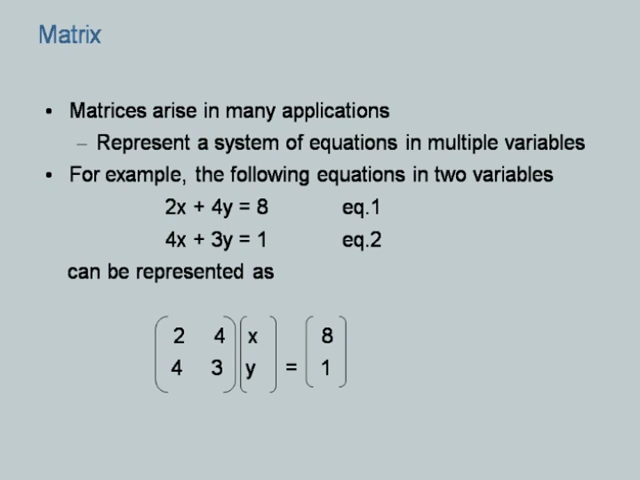 Matrix
• Matrices arise in many applications
– Represent a system of equations in multiple variables
• For example, the following equations in two variables
2x + 4y = 8 eq.1
4x + 3y = 1 eq.2
can be represented as
2 4 x 8
4 3 y = 1